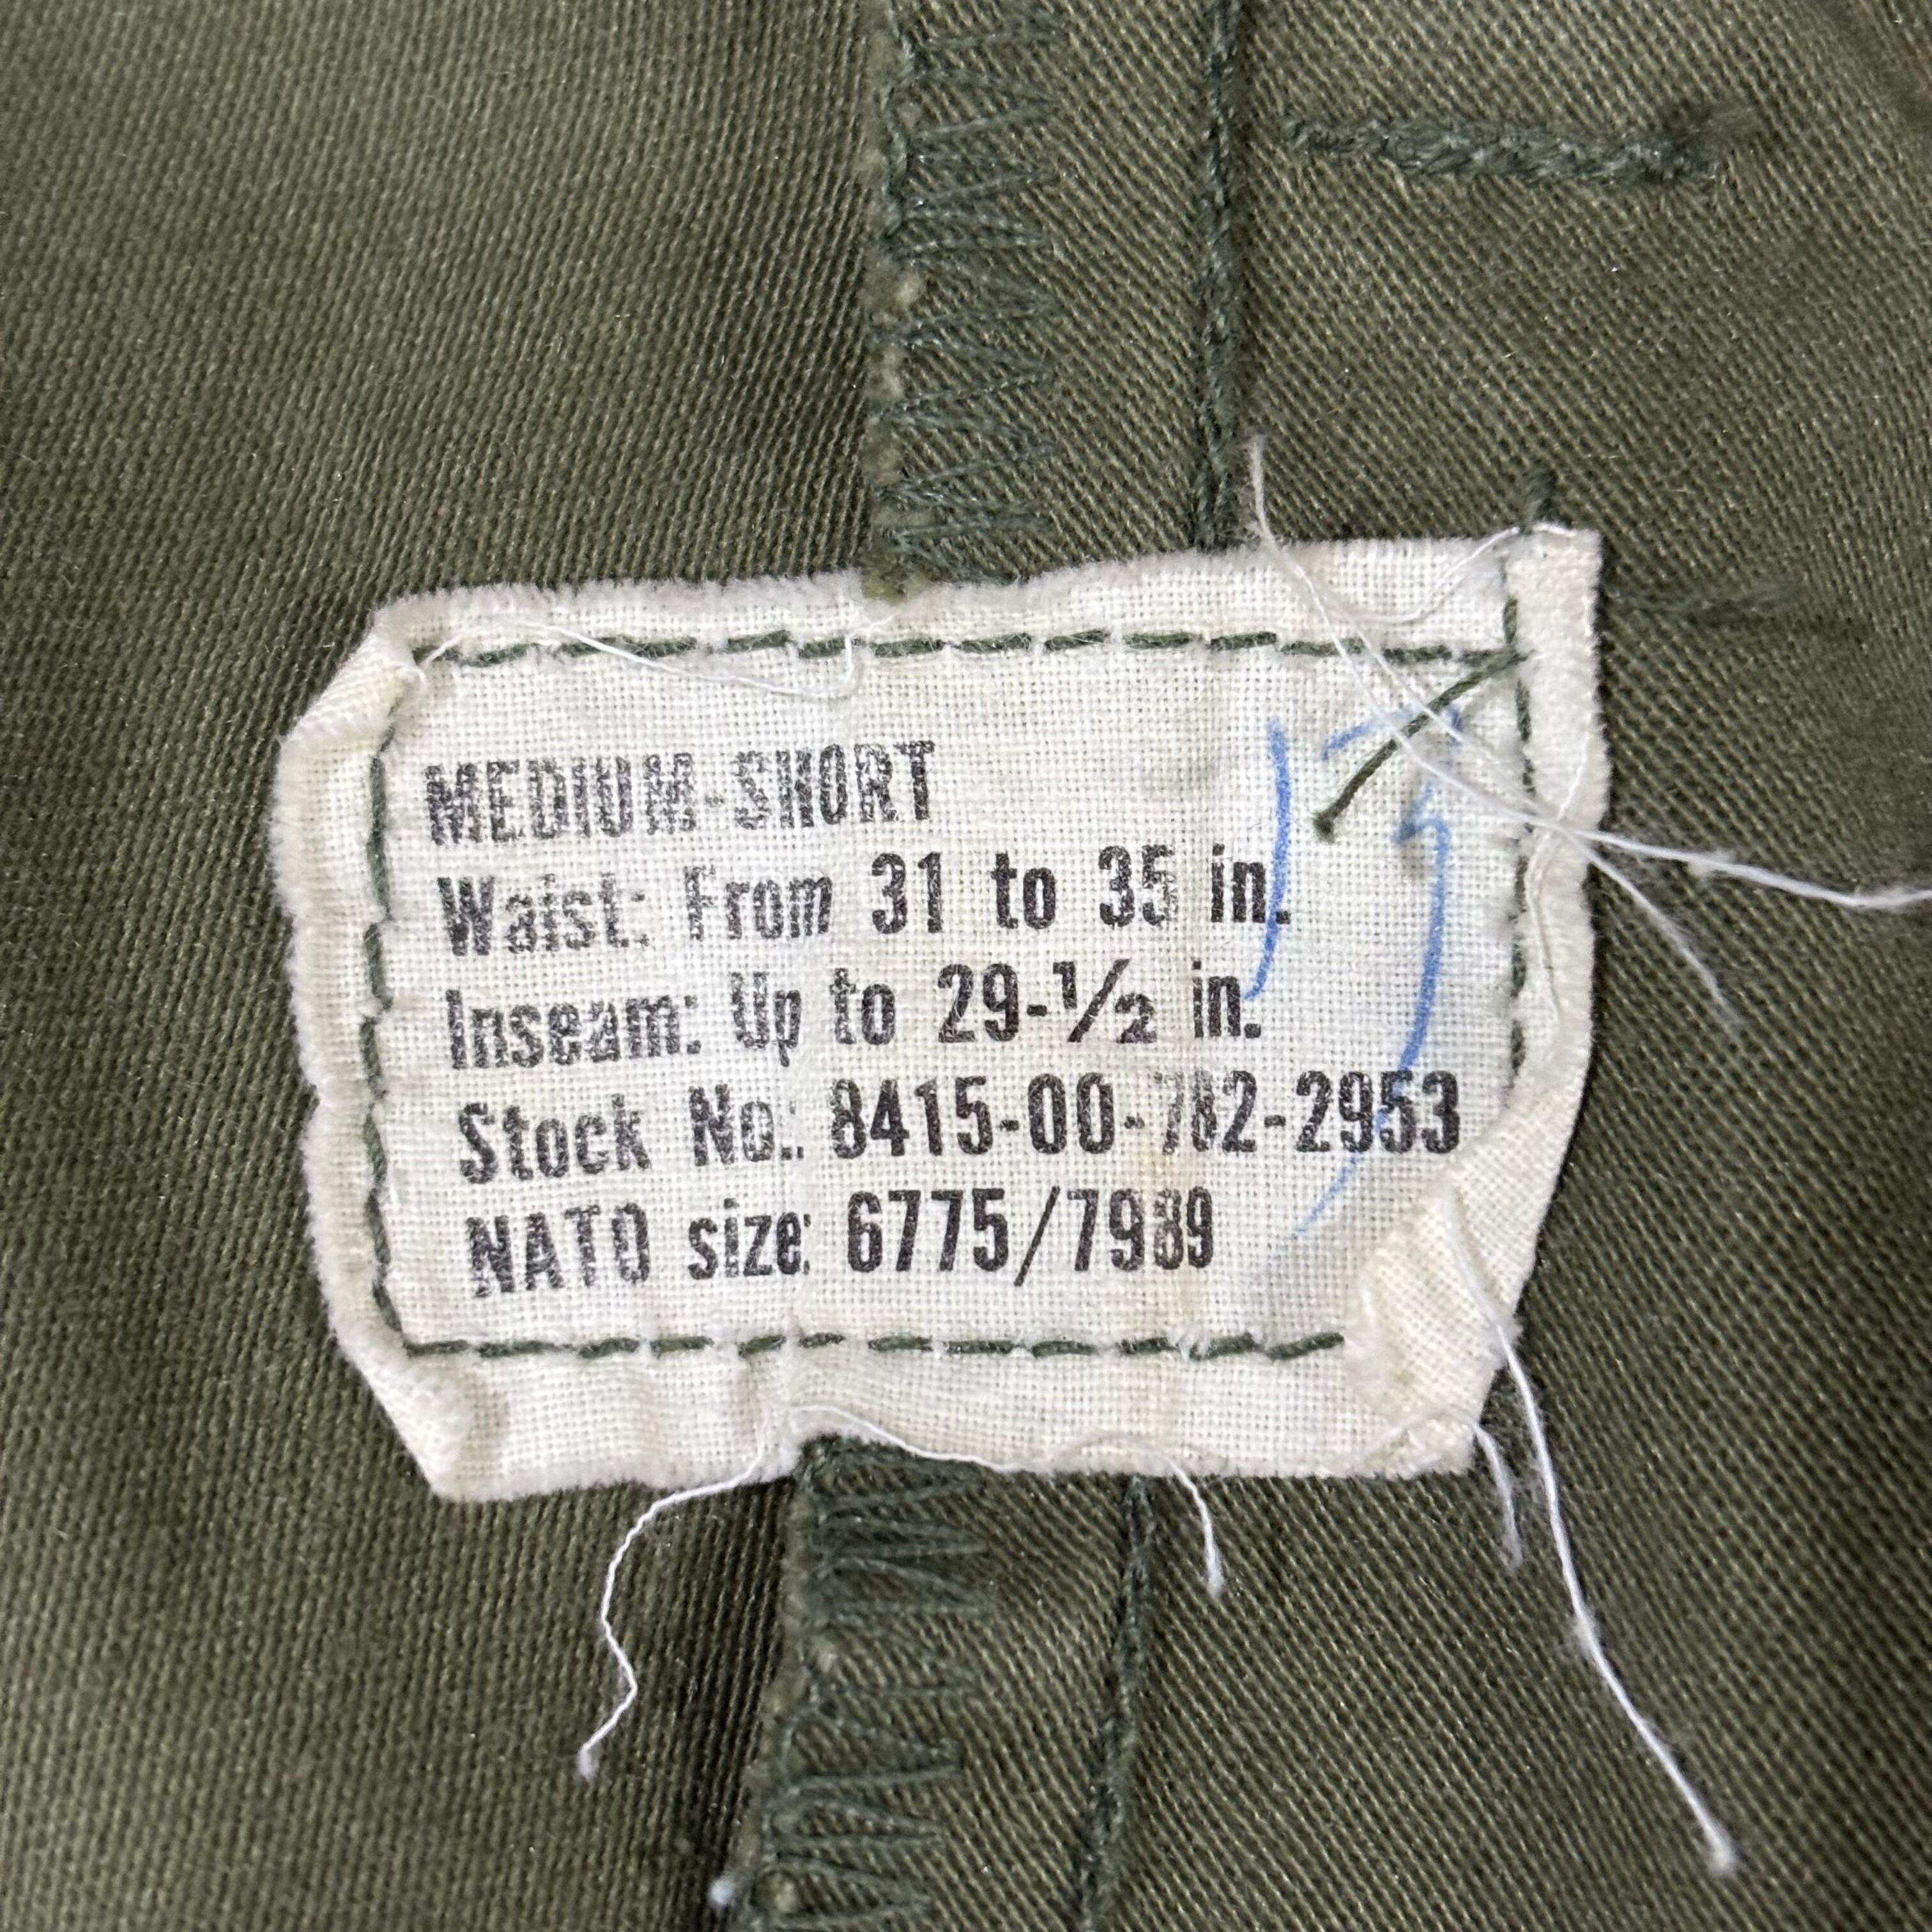 MEDIUM-SHORT
Waist: From 31 to 35 in.
Inseam: Up to 29-1/2 in.
Stock No.: 8415-00-782-2953
NATO size: 6775/7989